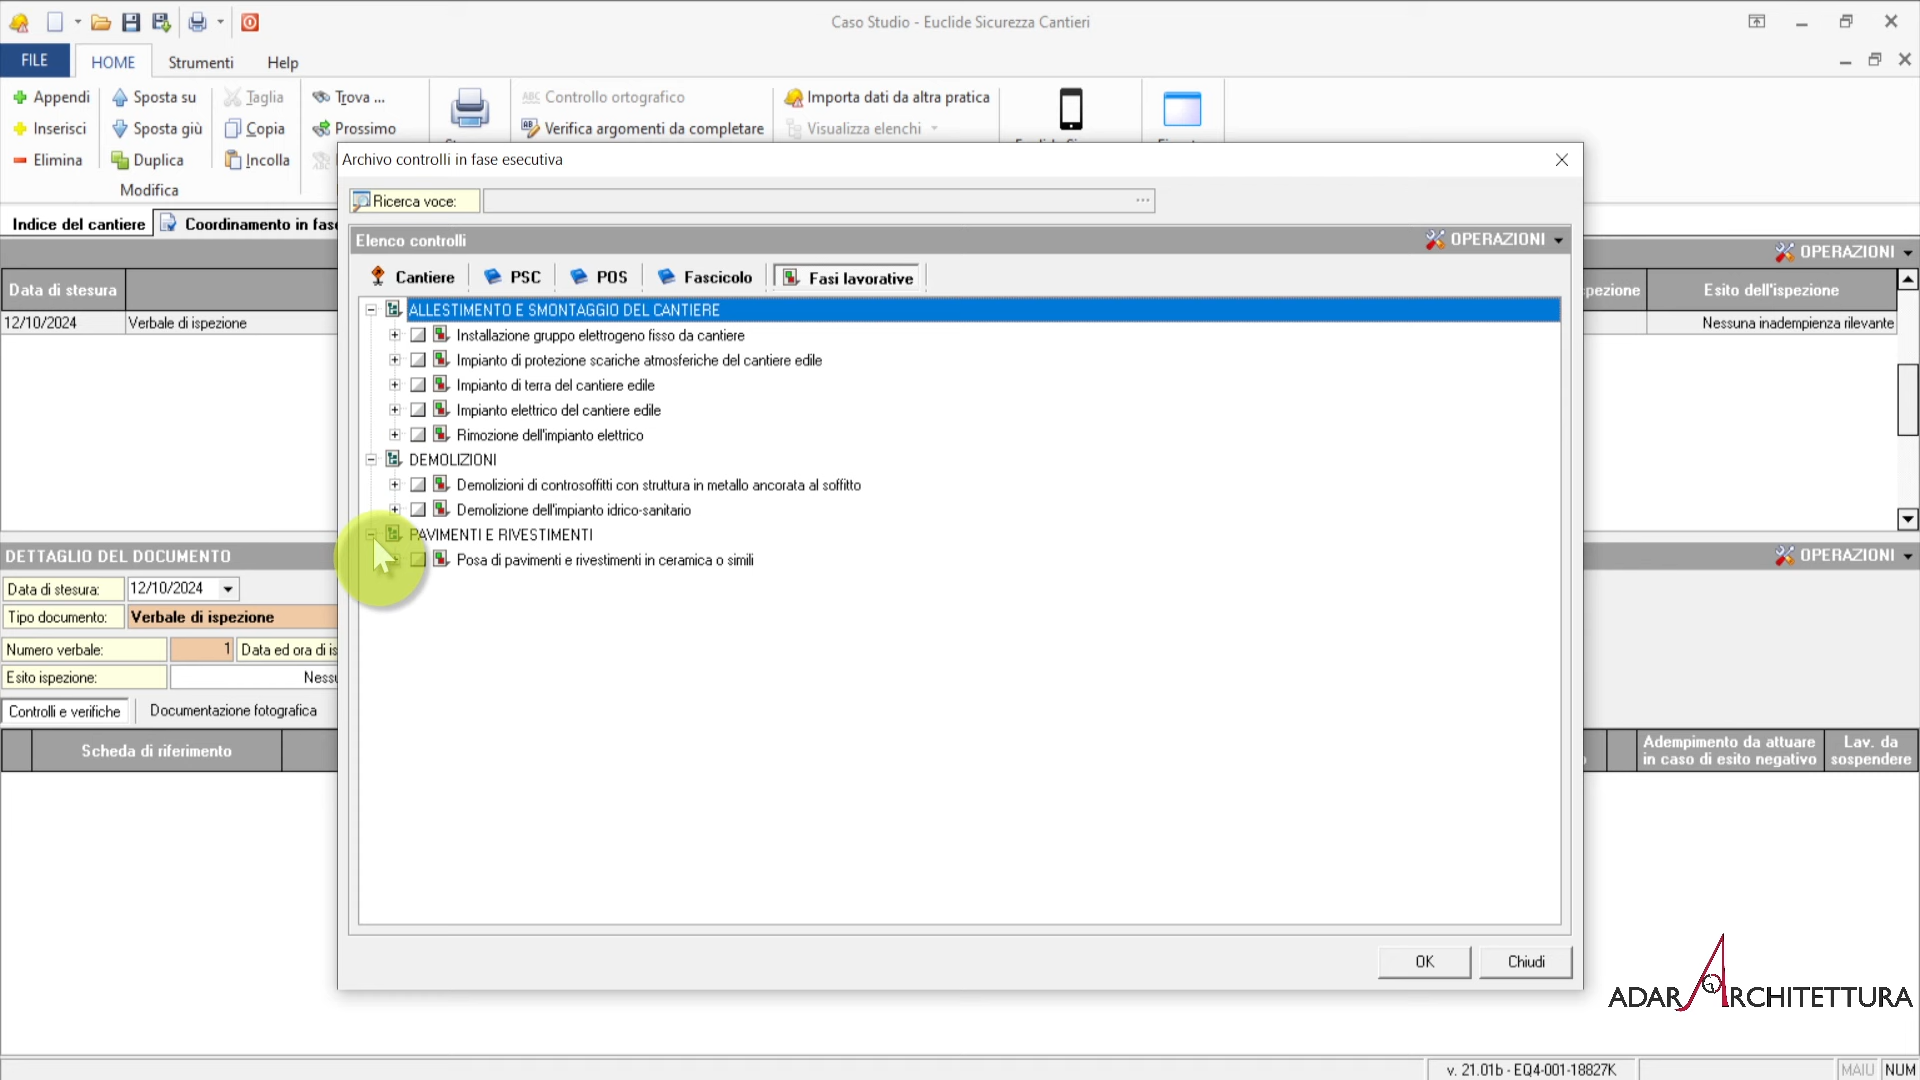 Caso Studio - Euclide Sicurezza Cantieri
FILE
HOME
Strumenti
Help
Appendi
Sposta su
Taglia
Trova ...
ABC Controllo ortografico
Importa dati da altra pratica
Inserisci
Sposta giù
Copia
Prossimo
Verifica argomenti da completare
Visualizza elenchi
Elimina
Duplica
Incolla
Modifica
Archivo controlli in fase esecutiva
Ricerca voce:
...
Indice del cantiere
Coordinamento in fas
Elenco controlli
OPERAZIONI
OPERAZIONI
Cantiere
PSC
POS
Fascicolo
Fasi lavorative
Data di stesura
pezione
Esito dell'ispezione
12/10/2024
Verbale di ispezione
Nessuna inadempienza rilevante
ALLESTIMENTO E SMONTAGGIO DEL CANTIERE
Installazione gruppo elettrogeno fisso da cantiere
Impianto di protezione scariche atmosferiche del cantiere edile
Impianto di terra del cantiere edile
Impianto elettrico del cantiere edile
Rimozione dell'impianto elettrico
DEMOLIZIONI
Demolizioni di controsoffitti con struttura in metallo ancorata al soffitto
Demolizione dell'impianto idrico-sanitario
PAVIMENTI E RIVESTIMENTI
Posa di pavimenti e rivestimenti in ceramica o simili
DETTAGLIO DEL DOCUMENTO
OPERAZIONI
Data di stesura:
12/10/2024
Tipo documento:
Verbale di ispezione
Numero verbale:
1
Data ed ora di is
Esito ispezione:
Nessu
Controlli e verifiche
Documentazione fotografica
Scheda di riferimento
Adempimento da attuare
in caso di esito negativo
Lav. da
sospendere
OK
Chiudi
ADARARCHITETTURA
v. 21.01b - EQ4-001-18827K
MAIU
NUM